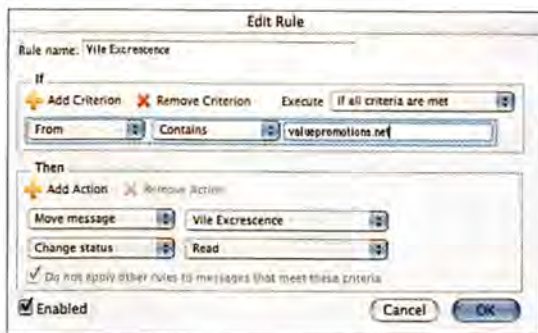 Edit Rule
Rule name: Vile Excrescence
If
Add Criterion Remove Criterion Execute if all criteria are met
From Contains valuepromotions.net
Then
Add Action Remove Action
Move message Vile Excrescence
Change status Read
Do not apply other rules to messages that meet these criteria
Enabled Cancel OK